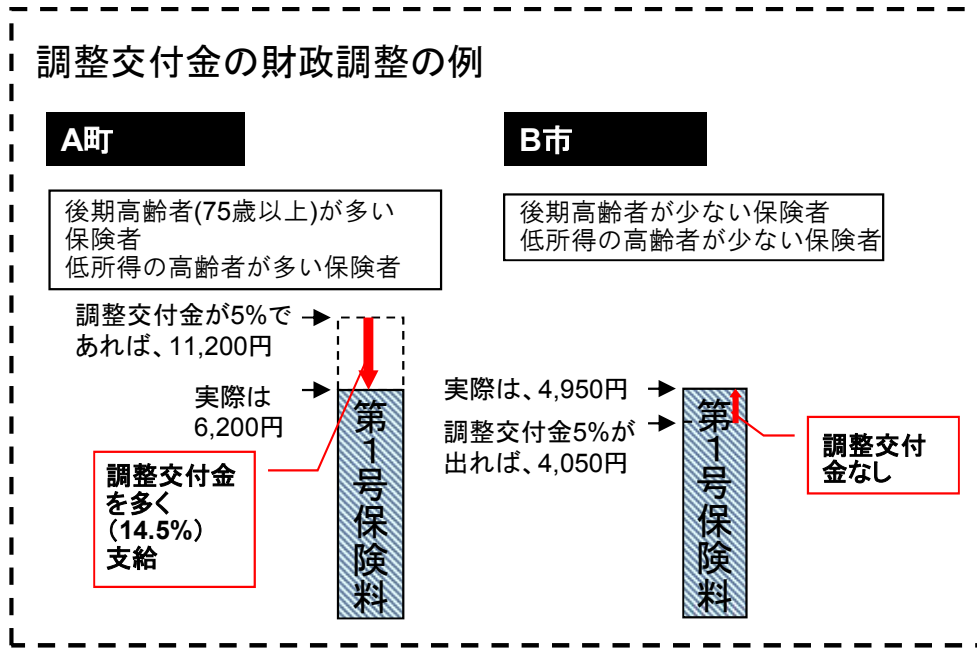 調整交付金の財政調整の例
A町
後期高齢者(75歳以上)が多い
保険者
低所得の高齢者が多い保険者
調整交付金が5%で
あれば、11,200円
実際は
6,200円
第1号保険料
調整交付金
を多く
（14.5%）
支給
B市
後期高齢者が少ない保険者
低所得の高齢者が少ない保険者
実際は、4,950円
調整交付金5%が
出れば、4,050円
第1号保険料
調整交付
金なし